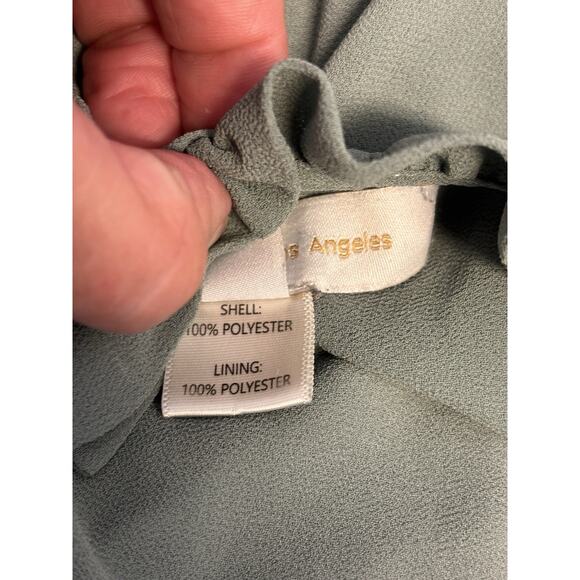 s Angeles
SHELL:
100% POLYESTER
LINING:
100% POLYESTER